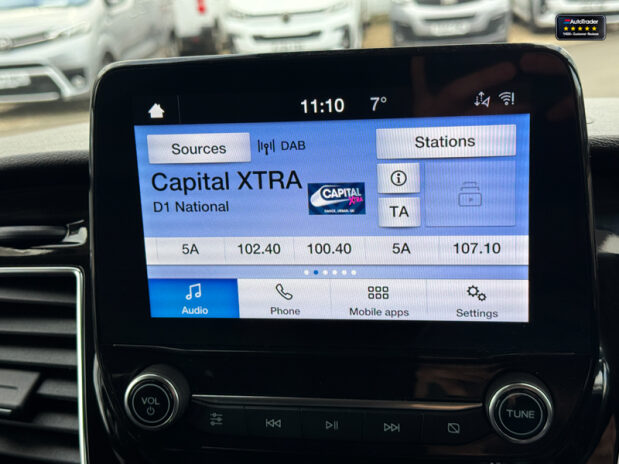 AutoTrader
11:10 7°
Sources DAB Stations
Capital XTRA
CAPITAL
XTRA
D1 National
TA
5A 102.40 100.40 5A 107.10
Audio Phone Mobile apps Settings
VOL
TUNE